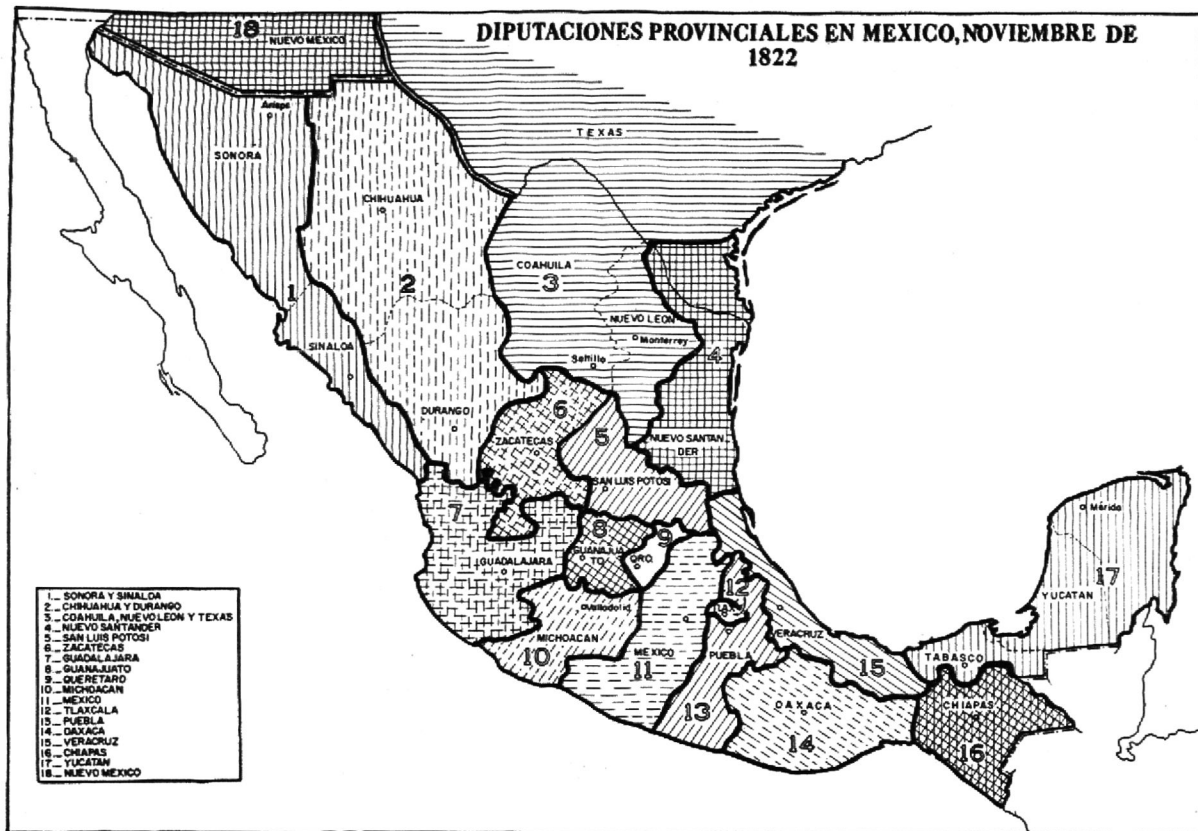 DIPUTACIONES PROVINCIALES EN MEXICO, NOVIEMBRE DE
1822
18
NUEVO MEXICO
Arispe
SONORA
TEXAS
CHIHUAHUA
2
COAHUILA
3
1
SINALOA
NUEVO LEON
Monterrey
Saltillo
4
DURANGO
6
ZACATECAS
5
NUEVO SANTAN
DER
SAN LUIS POTOSI
7
8
GUANAJUA
TO
9
QRO.
GUADALAJARA
12
TLAX.
Mérida
17
YUCATAN
Valladolid
MICHOACAN
10
MEXICO
11
PUEBLA
13
VERACRUZ
15
TABASCO
OAXACA
14
CHIAPAS
16
1._ SONORA Y SINALOA
2._ CHIHUAHUA Y DURANGO
3._ COAHUILA, NUEVO LEON Y TEXAS
4._ NUEVO SANTANDER
5._ SAN LUIS POTOSI
6._ ZACATECAS
7._ GUADALAJARA
8._ GUANAJUATO
9._ QUERETARO
10._ MICHOACAN
11._ MEXICO
12._ TLAXCALA
13._ PUEBLA
14._ OAXACA
15._ VERACRUZ
16._ CHIAPAS
17._ YUCATAN
18._ NUEVO MEXICO